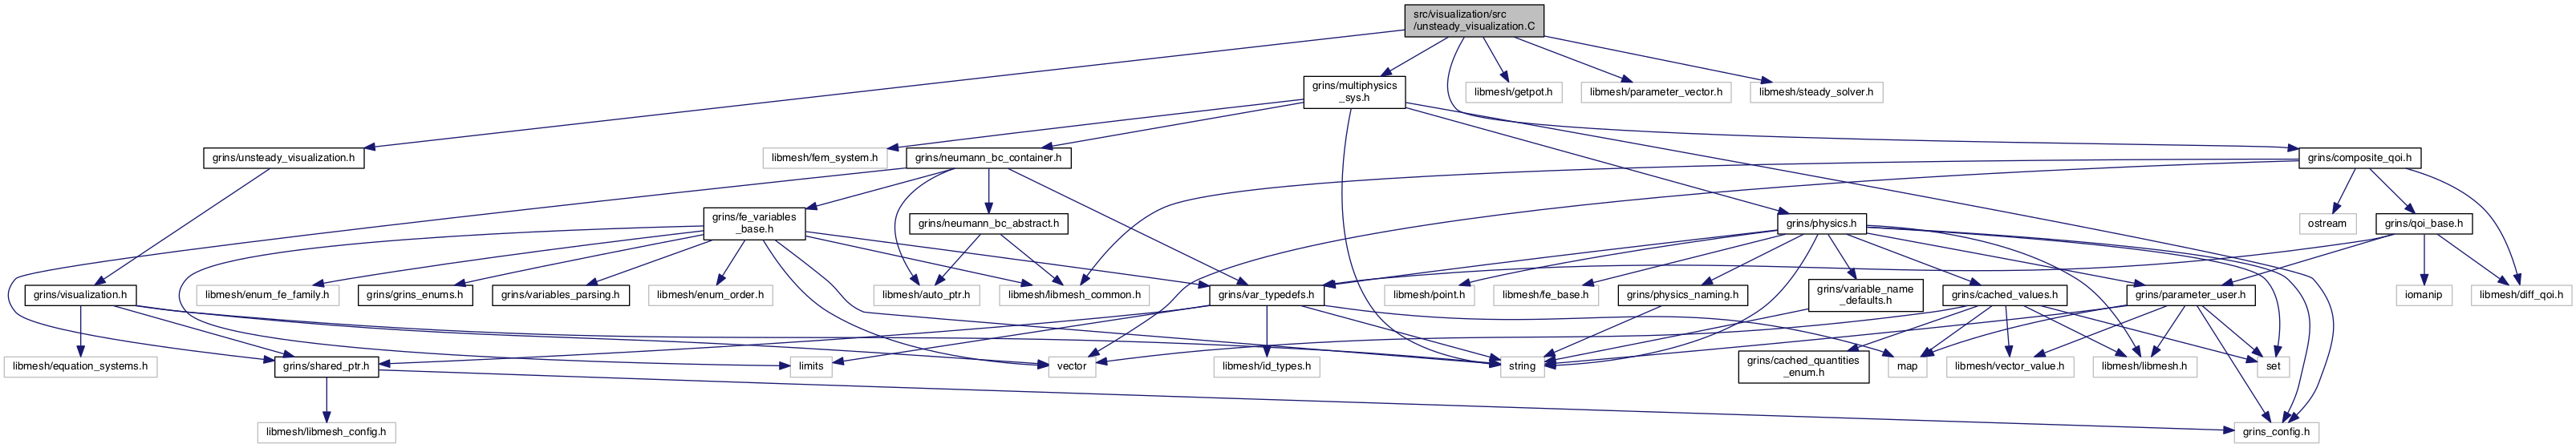 src/visualization/src
/unsteady_visualization.C
grins/multiphysics
_sys.h
libmesh/getpot.h
libmesh/parameter_vector.h
libmesh/steady_solver.h
grins/unsteady_visualization.h
libmesh/fem_system.h
grins/neumann_bc_container.h
grins/composite_qoi.h
grins/fe_variables
_base.h
grins/neumann_bc_abstract.h
grins/physics.h
ostream
grins/qoi_base.h
grins/visualization.h
libmesh/enum_fe_family.h
grins/grins_enums.h
grins/variables_parsing.h
libmesh/enum_order.h
libmesh/auto_ptr.h
libmesh/libmesh_common.h
grins/var_typedefs.h
libmesh/point.h
libmesh/fe_base.h
grins/physics_naming.h
grins/variable_name
_defaults.h
grins/cached_values.h
grins/parameter_user.h
iomanip
libmesh/diff_qoi.h
libmesh/equation_systems.h
grins/shared_ptr.h
limits
vector
libmesh/id_types.h
string
grins/cached_quantities
_enum.h
map
libmesh/vector_value.h
libmesh/libmesh.h
set
libmesh/libmesh_config.h
grins_config.h